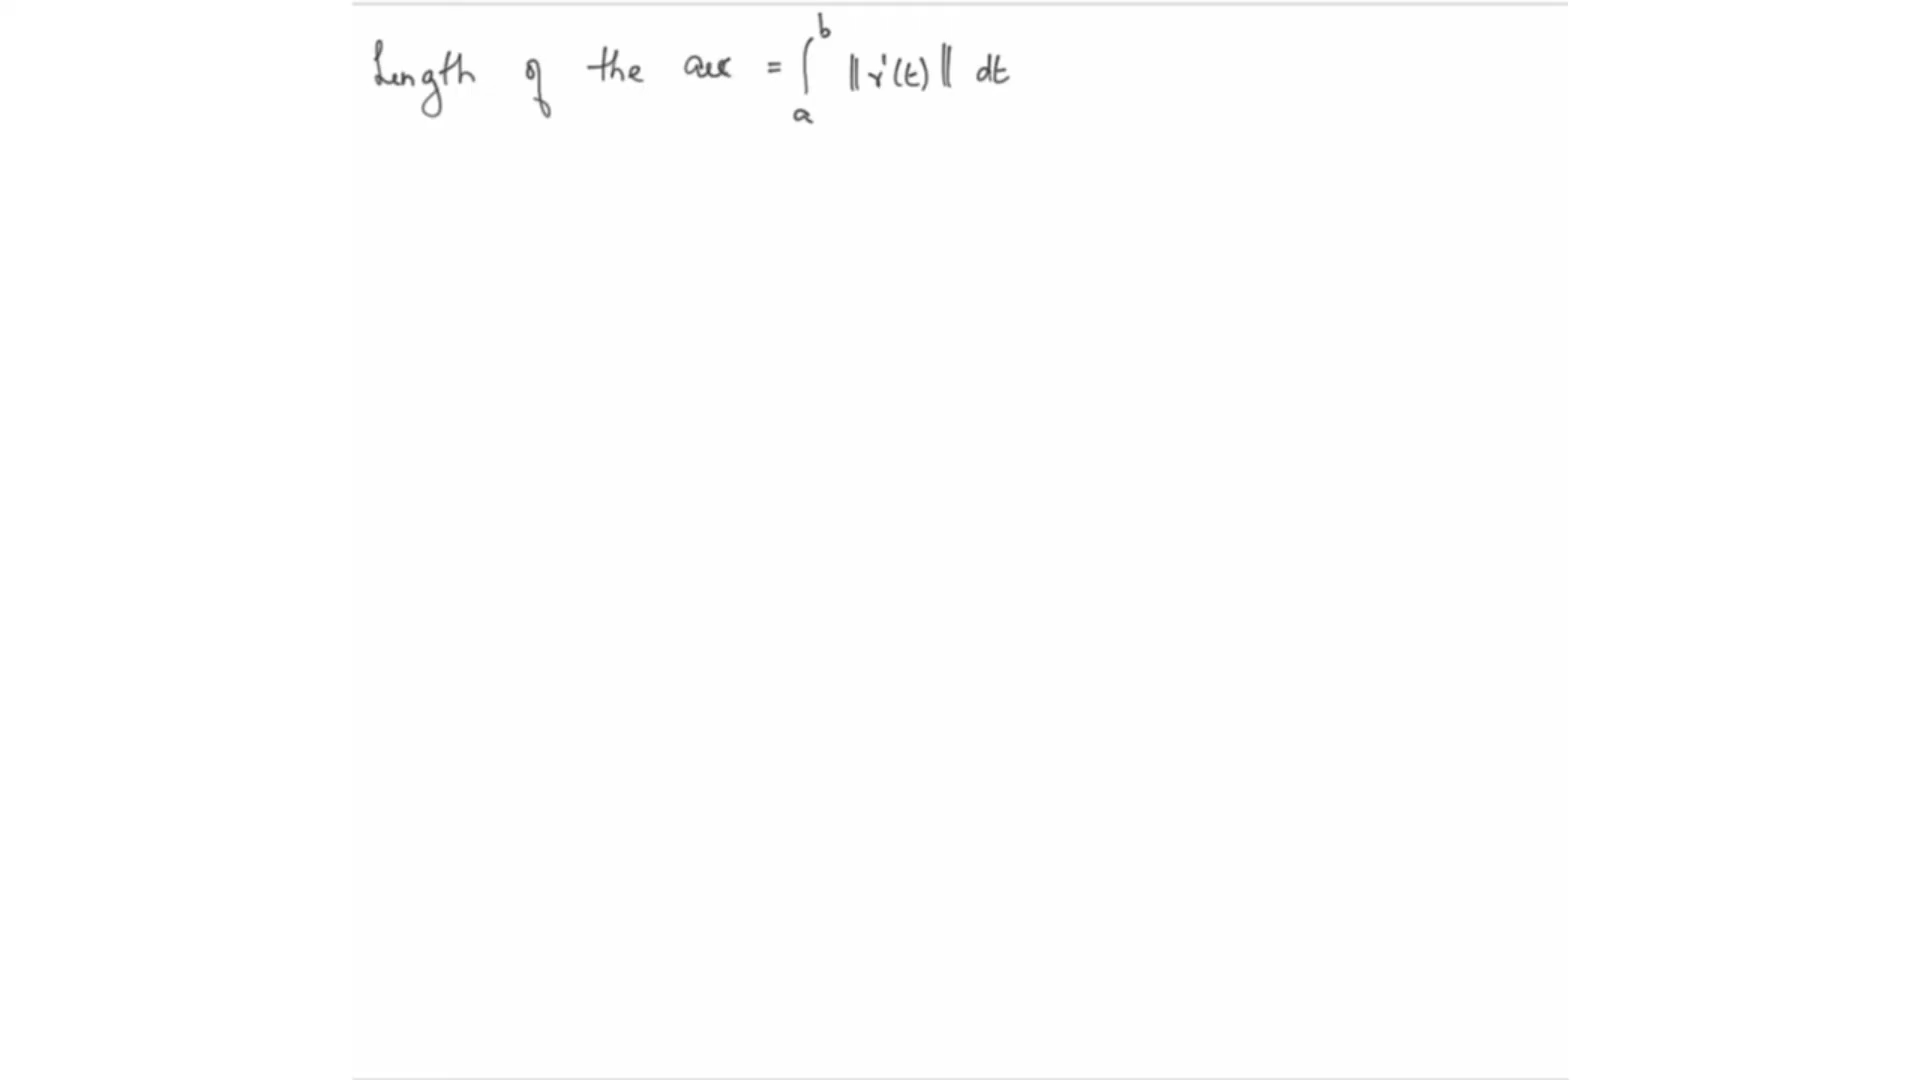 Length of the arc = ∫_a^b ‖r'(t)‖ dt